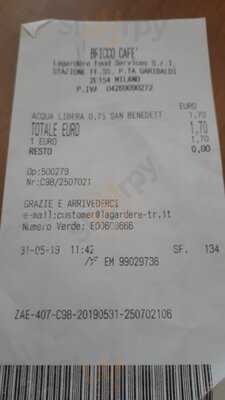 BRICCO CAFE'
Lagardere Food Services S.r.l
STAZIONE FF.SS. P.TA GARIBALDI
20154 MILANO
P.IVA 04269090272
EURO
ACQUA LIBERA 0,75 SAN BENEDETT 1,70
TOTALE EURO 1,70
1 EURO 1,70
RESTO 0,00
Op:500279
Nr:C98/2507021
GRAZIE E ARRIVEDERCI
e-mail:customer@lagardere-tr.it
Numero Verde:
31-05-19 11:42 SF. 134
EM 99029736
ZAE-407-C98-20190531-250702106